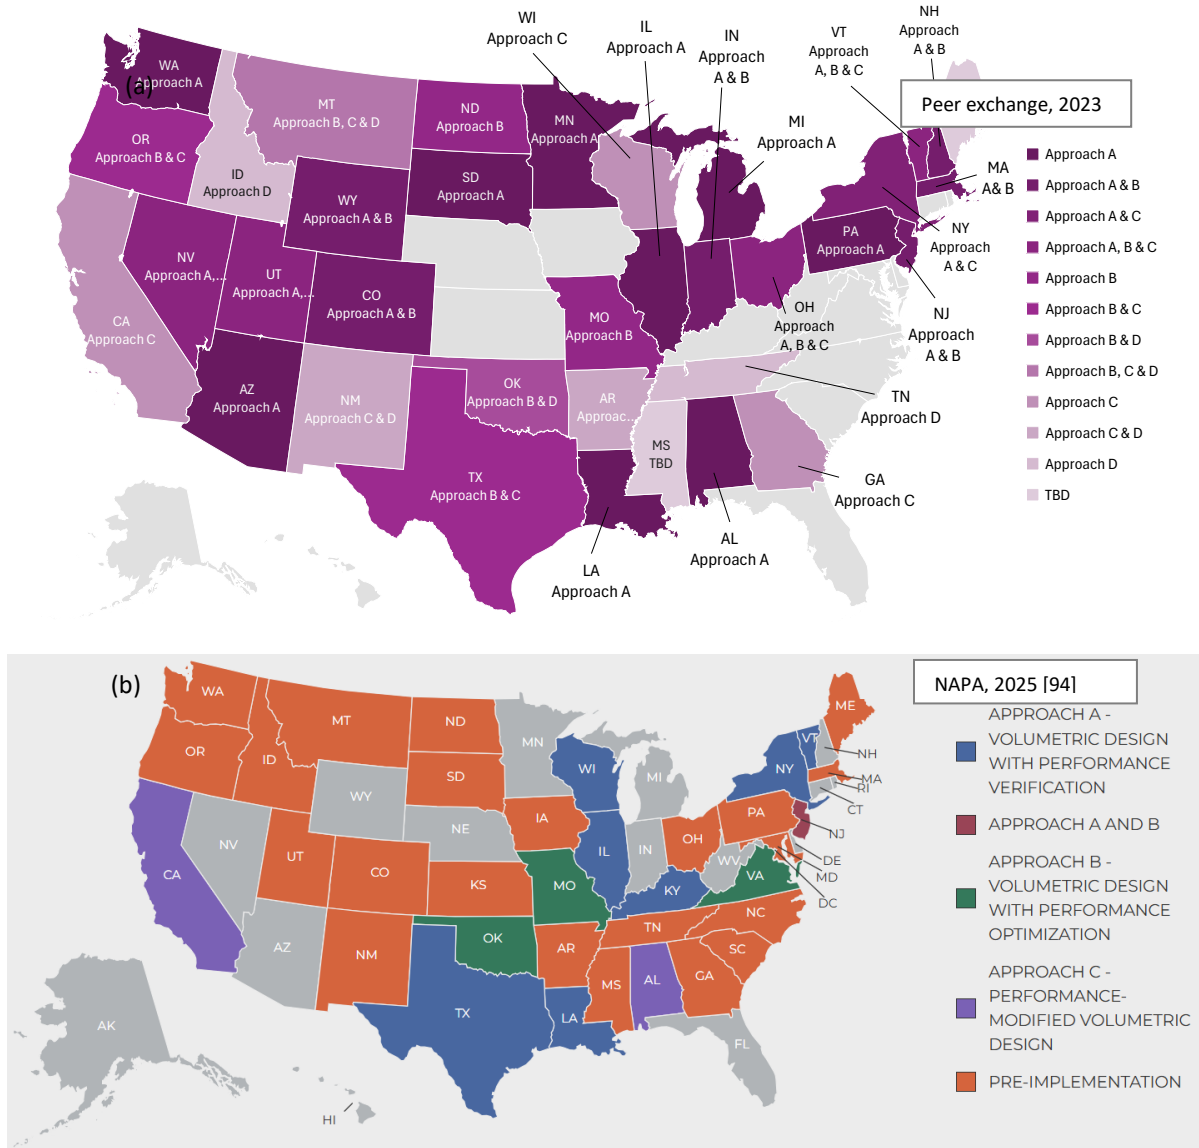 WI
Approach C
IL
Approach A
IN
Approach
A & B
VT
Approach
A, B & C
NH
Approach
A & B
(a)
Peer exchange, 2023
WA
Approach A
MT
Approach B, C & D
ND
Approach B
MN
Approach A
MI
Approach A
OR
Approach B & C
ID
Approach D
SD
Approach A
WY
Approach A & B
MA
A & B
NY
Approach
A & C
PA
Approach A
NV
Approach A,...
UT
Approach A,...
CO
Approach A & B
CA
Approach C
MO
Approach B
OH
Approach
A, B & C
NJ
Approach
A & B
AZ
Approach A
NM
Approach C & D
OK
Approach B & D
AR
Approac...
TN
Approach D
MS
TBD
TX
Approach B & C
GA
Approach C
AL
Approach A
LA
Approach A
Approach A
Approach A & B
Approach A & C
Approach A, B & C
Approach B
Approach B & C
Approach B & D
Approach B, C & D
Approach C
Approach C & D
Approach D
TBD
(b)
NAPA, 2025 [94]
WA
MT
ND
MN
ME
OR
ID
SD
WI
MI
VT
NH
NY
MA
RI
CT
WY
IA
PA
NJ
NE
NV
UT
CO
IL
IN
OH
DE
MD
DC
CA
KS
MO
KY
WV
VA
AZ
NM
OK
AR
TN
NC
SC
MS
AL
GA
TX
LA
FL
AK
HI
APPROACH A -
VOLUMETRIC DESIGN
WITH PERFORMANCE
VERIFICATION
APPROACH A AND B
APPROACH B -
VOLUMETRIC DESIGN
WITH PERFORMANCE
OPTIMIZATION
APPROACH C -
PERFORMANCE-
MODIFIED VOLUMETRIC
DESIGN
PRE-IMPLEMENTATION